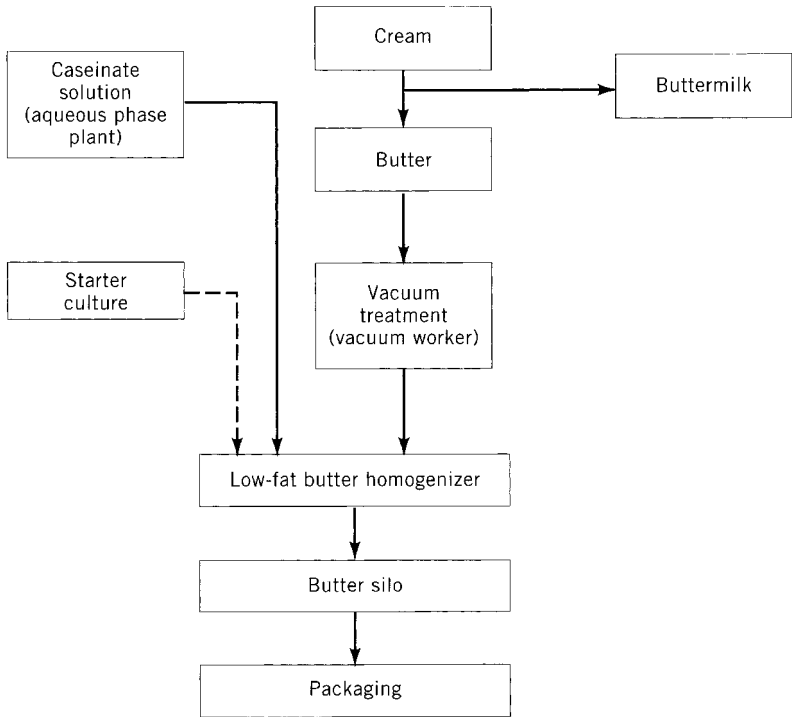 Cream
Caseinate
solution
(aqueous phase
plant)
Buttermilk
Butter
Starter
culture
Vacuum
treatment
(vacuum worker)
Low-fat butter homogenizer
Butter silo
Packaging